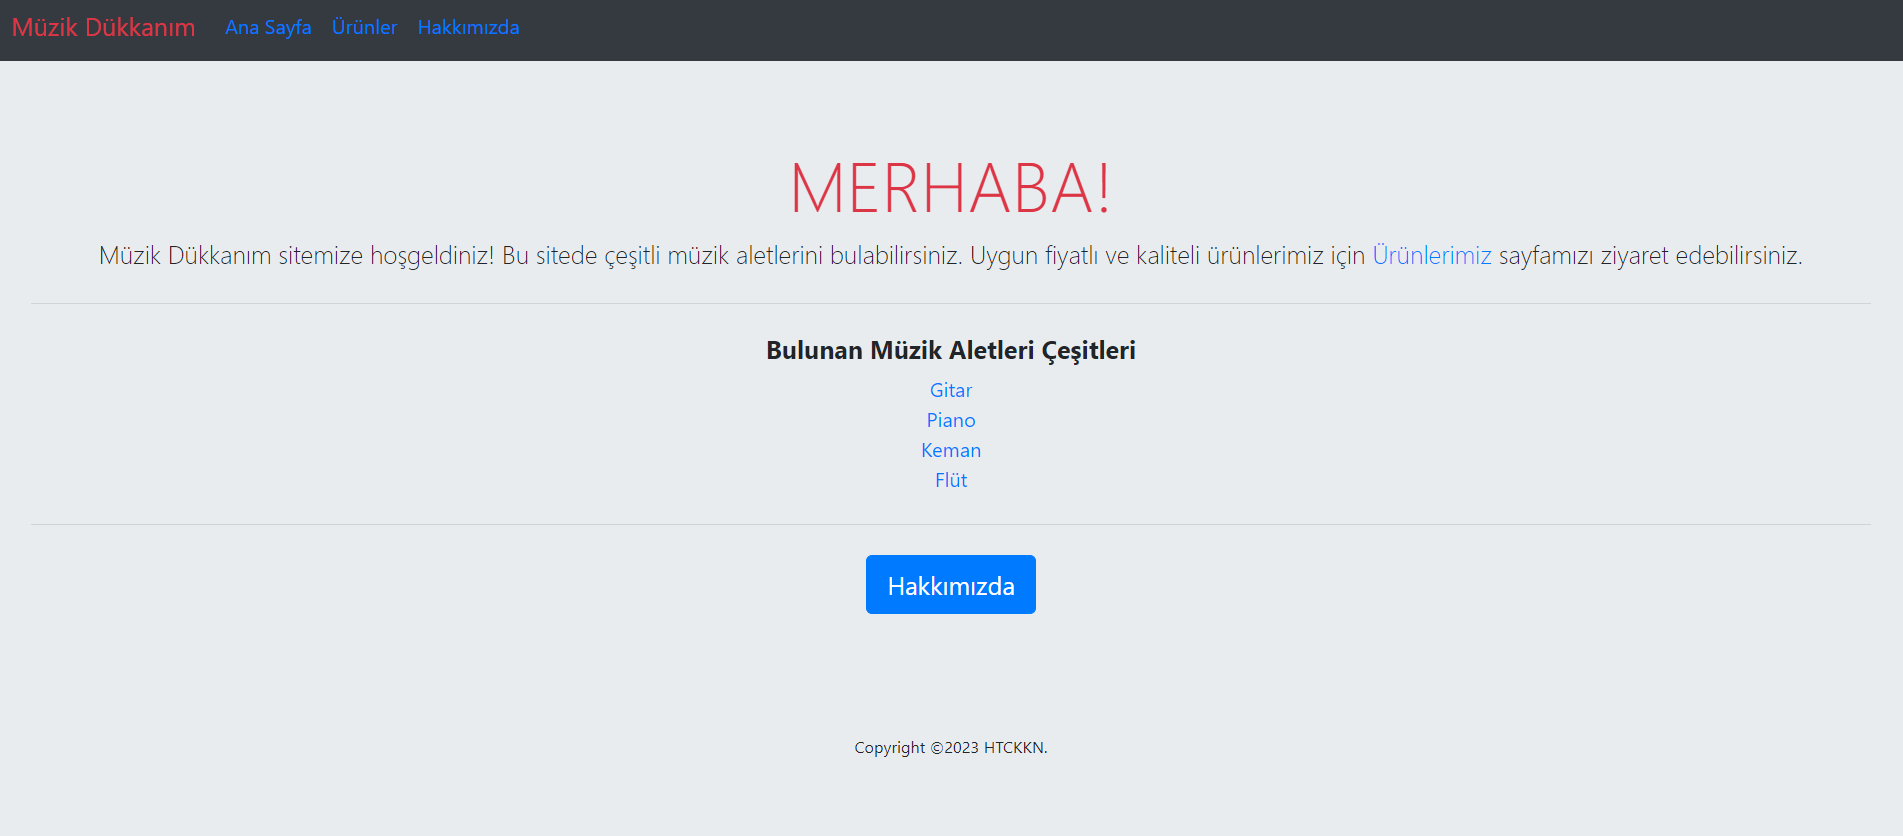 Müzik Dükkanım Ana Sayfa Ürünler Hakkımızda
MERHABA!
Müzik Dükkanım sitemize hoşgeldiniz! Bu sitede çeşitli müzik aletlerini bulabilirsiniz. Uygun fiyatlı ve kaliteli ürünlerimiz için Ürünlerimiz sayfamızı ziyaret edebilirsiniz.
Bulunan Müzik Aletleri Çeşitleri
Gitar
Piano
Keman
Flüt
Hakkımızda
Copyright ©2023 HTCKKN.